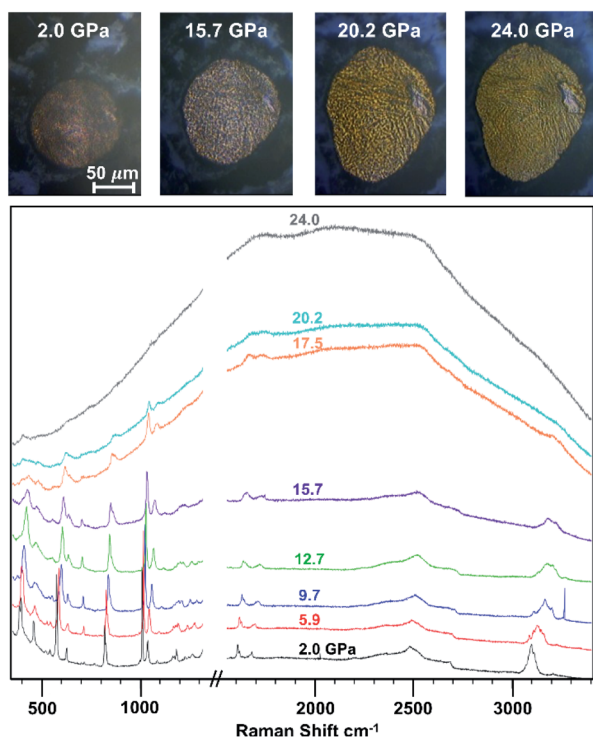 2.0 GPa
15.7 GPa
20.2 GPa
24.0 GPa
50 μm
24.0
20.2
17.5
15.7
12.7
9.7
5.9
2.0 GPa
500
1000
2000
2500
3000
Raman Shift cm-1